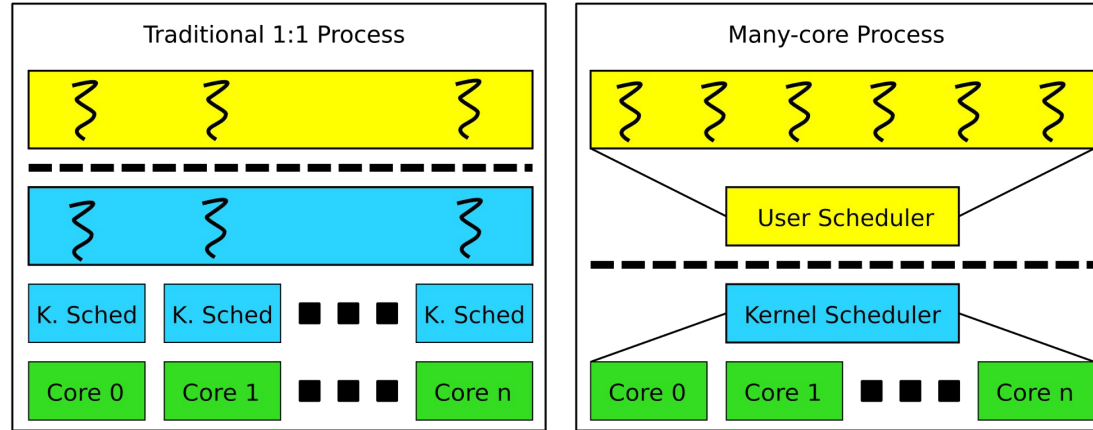 Traditional 1:1 Process
K. Sched
K. Sched
K. Sched
Core 0
Core 1
Core n
Many-core Process
User Scheduler
Kernel Scheduler
Core 0
Core 1
Core n